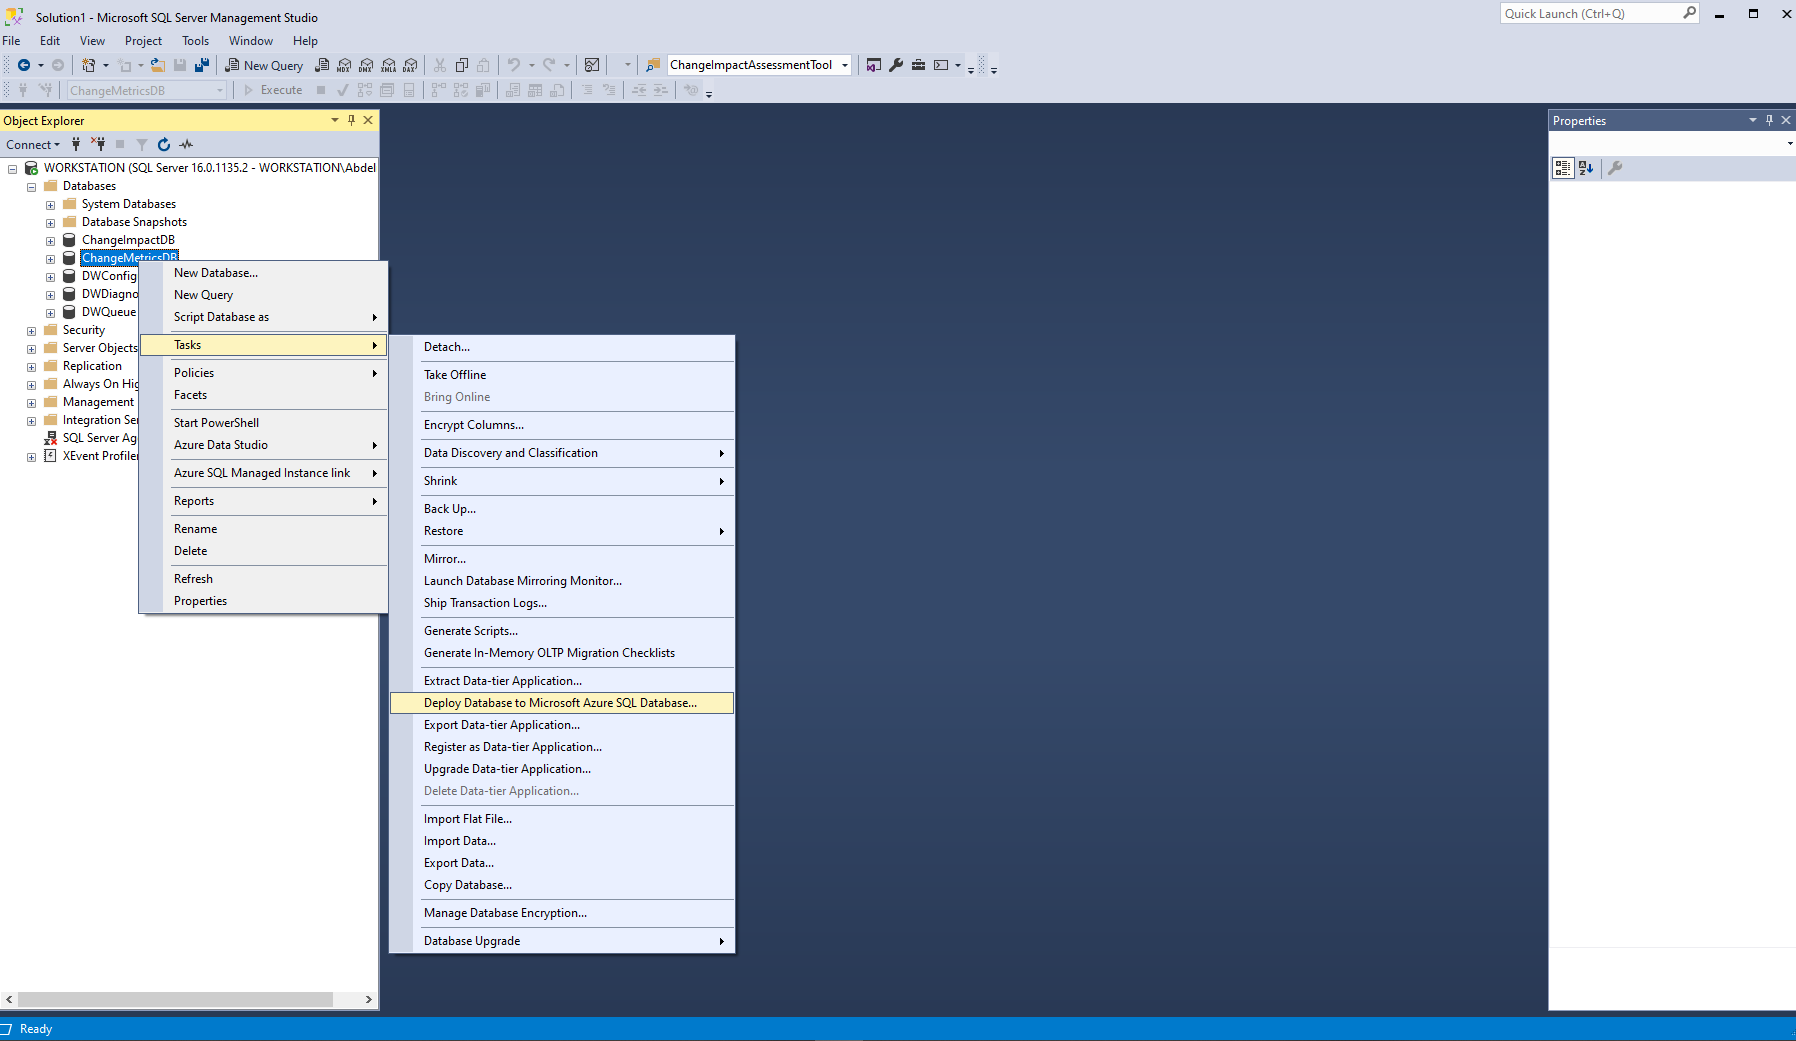 Solution1 - Microsoft SQL Server Management Studio
Quick Launch (Ctrl+Q)
File Edit View Project Tools Window Help
New Query
MDX DMX XMLA DAX
ChangeImpactAssessmentTool
ChangeMetricsDB
Execute
Object Explorer
Connect
WORKSTATION (SQL Server 16.0.1135.2 - WORKSTATION\Abdel
Databases
System Databases
Database Snapshots
ChangeImpactDB
ChangeMetricsDB
DWConfig
DWDiagno
DWQueue
Security
Server Objects
Replication
Always On Hig
Management
Integration Ser
SQL Server Ag
XEvent Profiler
New Database...
New Query
Script Database as
Tasks
Policies
Facets
Start PowerShell
Azure Data Studio
Azure SQL Managed Instance link
Reports
Rename
Delete
Refresh
Properties
Detach...
Take Offline
Bring Online
Encrypt Columns...
Data Discovery and Classification
Shrink
Back Up...
Restore
Mirror...
Launch Database Mirroring Monitor...
Ship Transaction Logs...
Generate Scripts...
Generate In-Memory OLTP Migration Checklists
Extract Data-tier Application...
Deploy Database to Microsoft Azure SQL Database...
Export Data-tier Application...
Register as Data-tier Application...
Upgrade Data-tier Application...
Delete Data-tier Application...
Import Flat File...
Import Data...
Export Data...
Copy Database...
Manage Database Encryption...
Database Upgrade
Properties
Ready